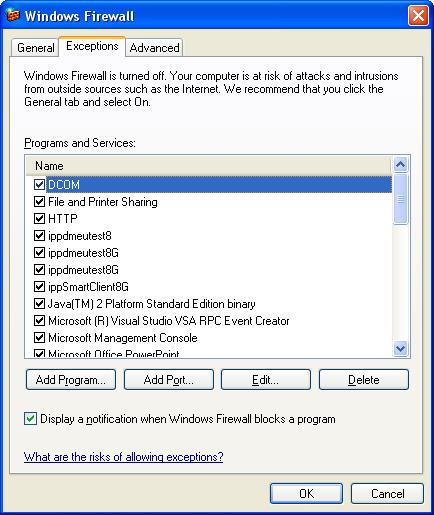 Windows Firewall
General Exceptions Advanced
Windows Firewall is turned off. Your computer is at risk of attacks and intrusions
from outside sources such as the Internet. We recommend that you click the
General tab and select On.
Programs and Services:
Name
DCOM
File and Printer Sharing
HTTP
ippdmeutest8
ippdmeutest8G
ippdmeutest8G
ippSmartClient8G
Java(TM) 2 Platform Standard Edition binary
Microsoft (R) Visual Studio VSA RPC Event Creator
Microsoft Management Console
Microsoft Office PowerPoint
Add Program... Add Port... Edit... Delete
Display a notification when Windows Firewall blocks a program
What are the risks of allowing exceptions?
OK Cancel